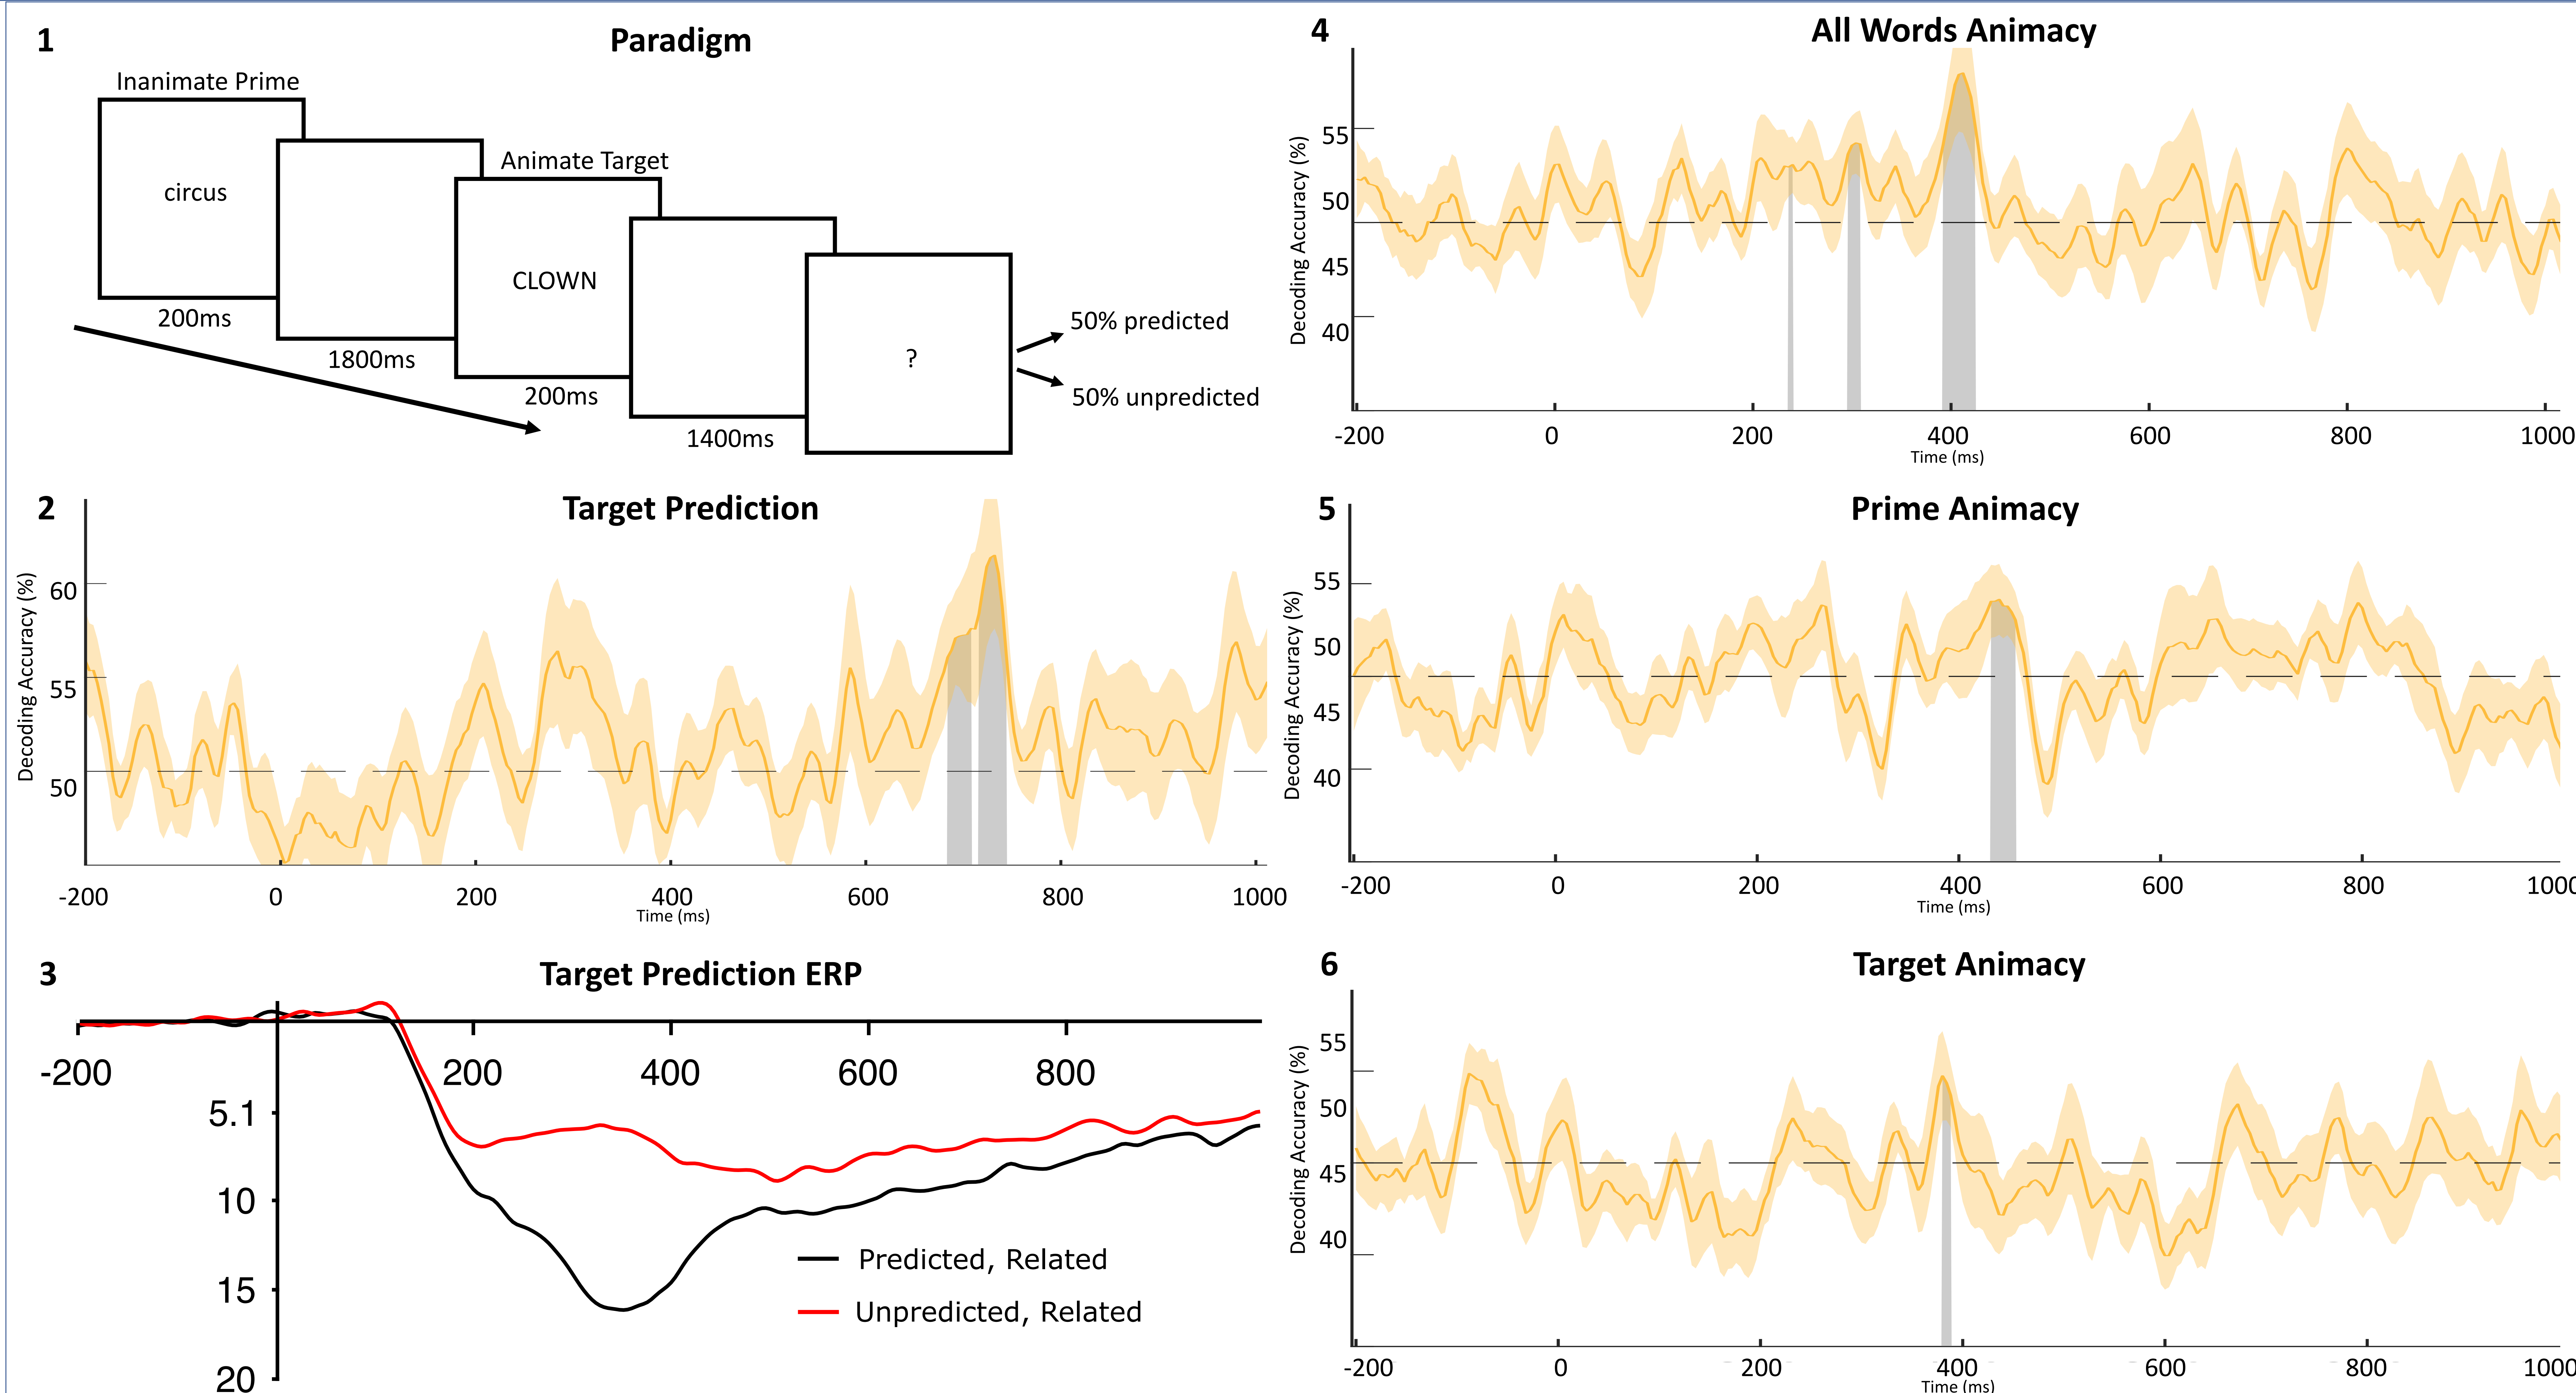 1
Paradigm
Inanimate Prime
circus
200ms
1800ms
Animate Target
CLOWN
200ms
1400ms
?
50% predicted
50% unpredicted
2
Target Prediction
Decoding Accuracy (%)
60
55
50
-200 0 200 400 600 800 1000
Time (ms)
3
Target Prediction ERP
-200 200 400 600 800
5.1
10
15
20
Predicted, Related
Unpredicted, Related
4
All Words Animacy
Decoding Accuracy (%)
55
50
45
40
-200 0 200 400 600 800 1000
Time (ms)
5
Prime Animacy
Decoding Accuracy (%)
55
50
45
40
-200 0 200 400 600 800 1000
Time (ms)
6
Target Animacy
Decoding Accuracy (%)
55
50
45
40
-200 0 200 400 600 800 1000
Time (ms)